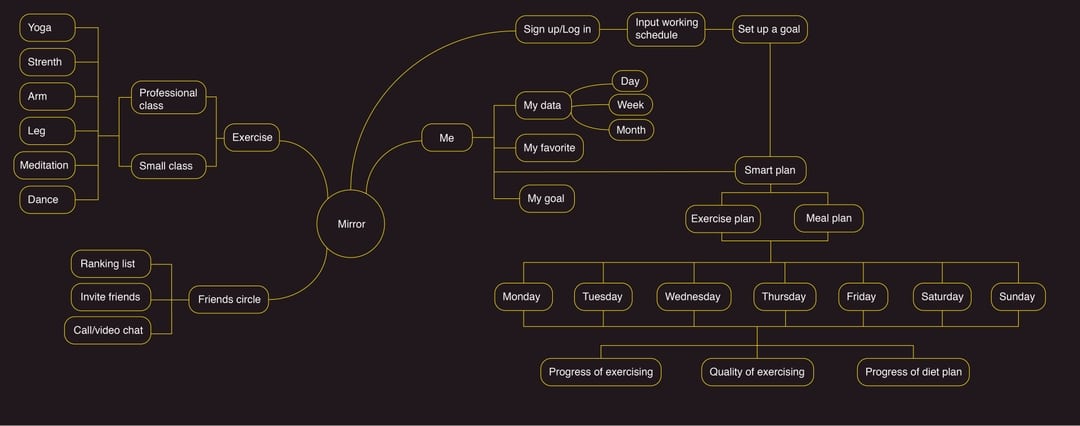 Yoga
Strenth
Arm
Leg
Meditation
Dance
Professional
class
Small class
Exercise
Ranking list
Invite friends
Call/video chat
Friends circle
Mirror
Sign up/Log in
Input working
schedule
Set up a goal
Me
My data
Day
Week
Month
My favorite
My goal
Smart plan
Exercise plan
Meal plan
Monday
Tuesday
Wednesday
Thursday
Friday
Saturday
Sunday
Progress of exercising
Quality of exercising
Progress of diet plan